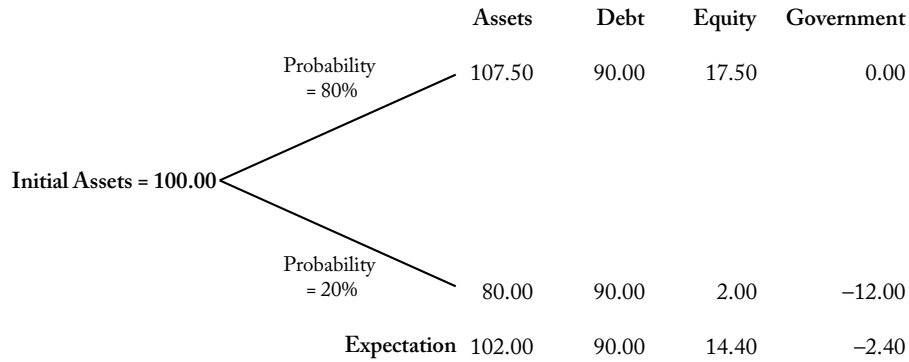 Assets Debt Equity Government
Probability
= 80%
107.50 90.00 17.50 0.00
Initial Assets = 100.00
Probability
= 20%
80.00 90.00 2.00 –12.00
Expectation 102.00 90.00 14.40 –2.40